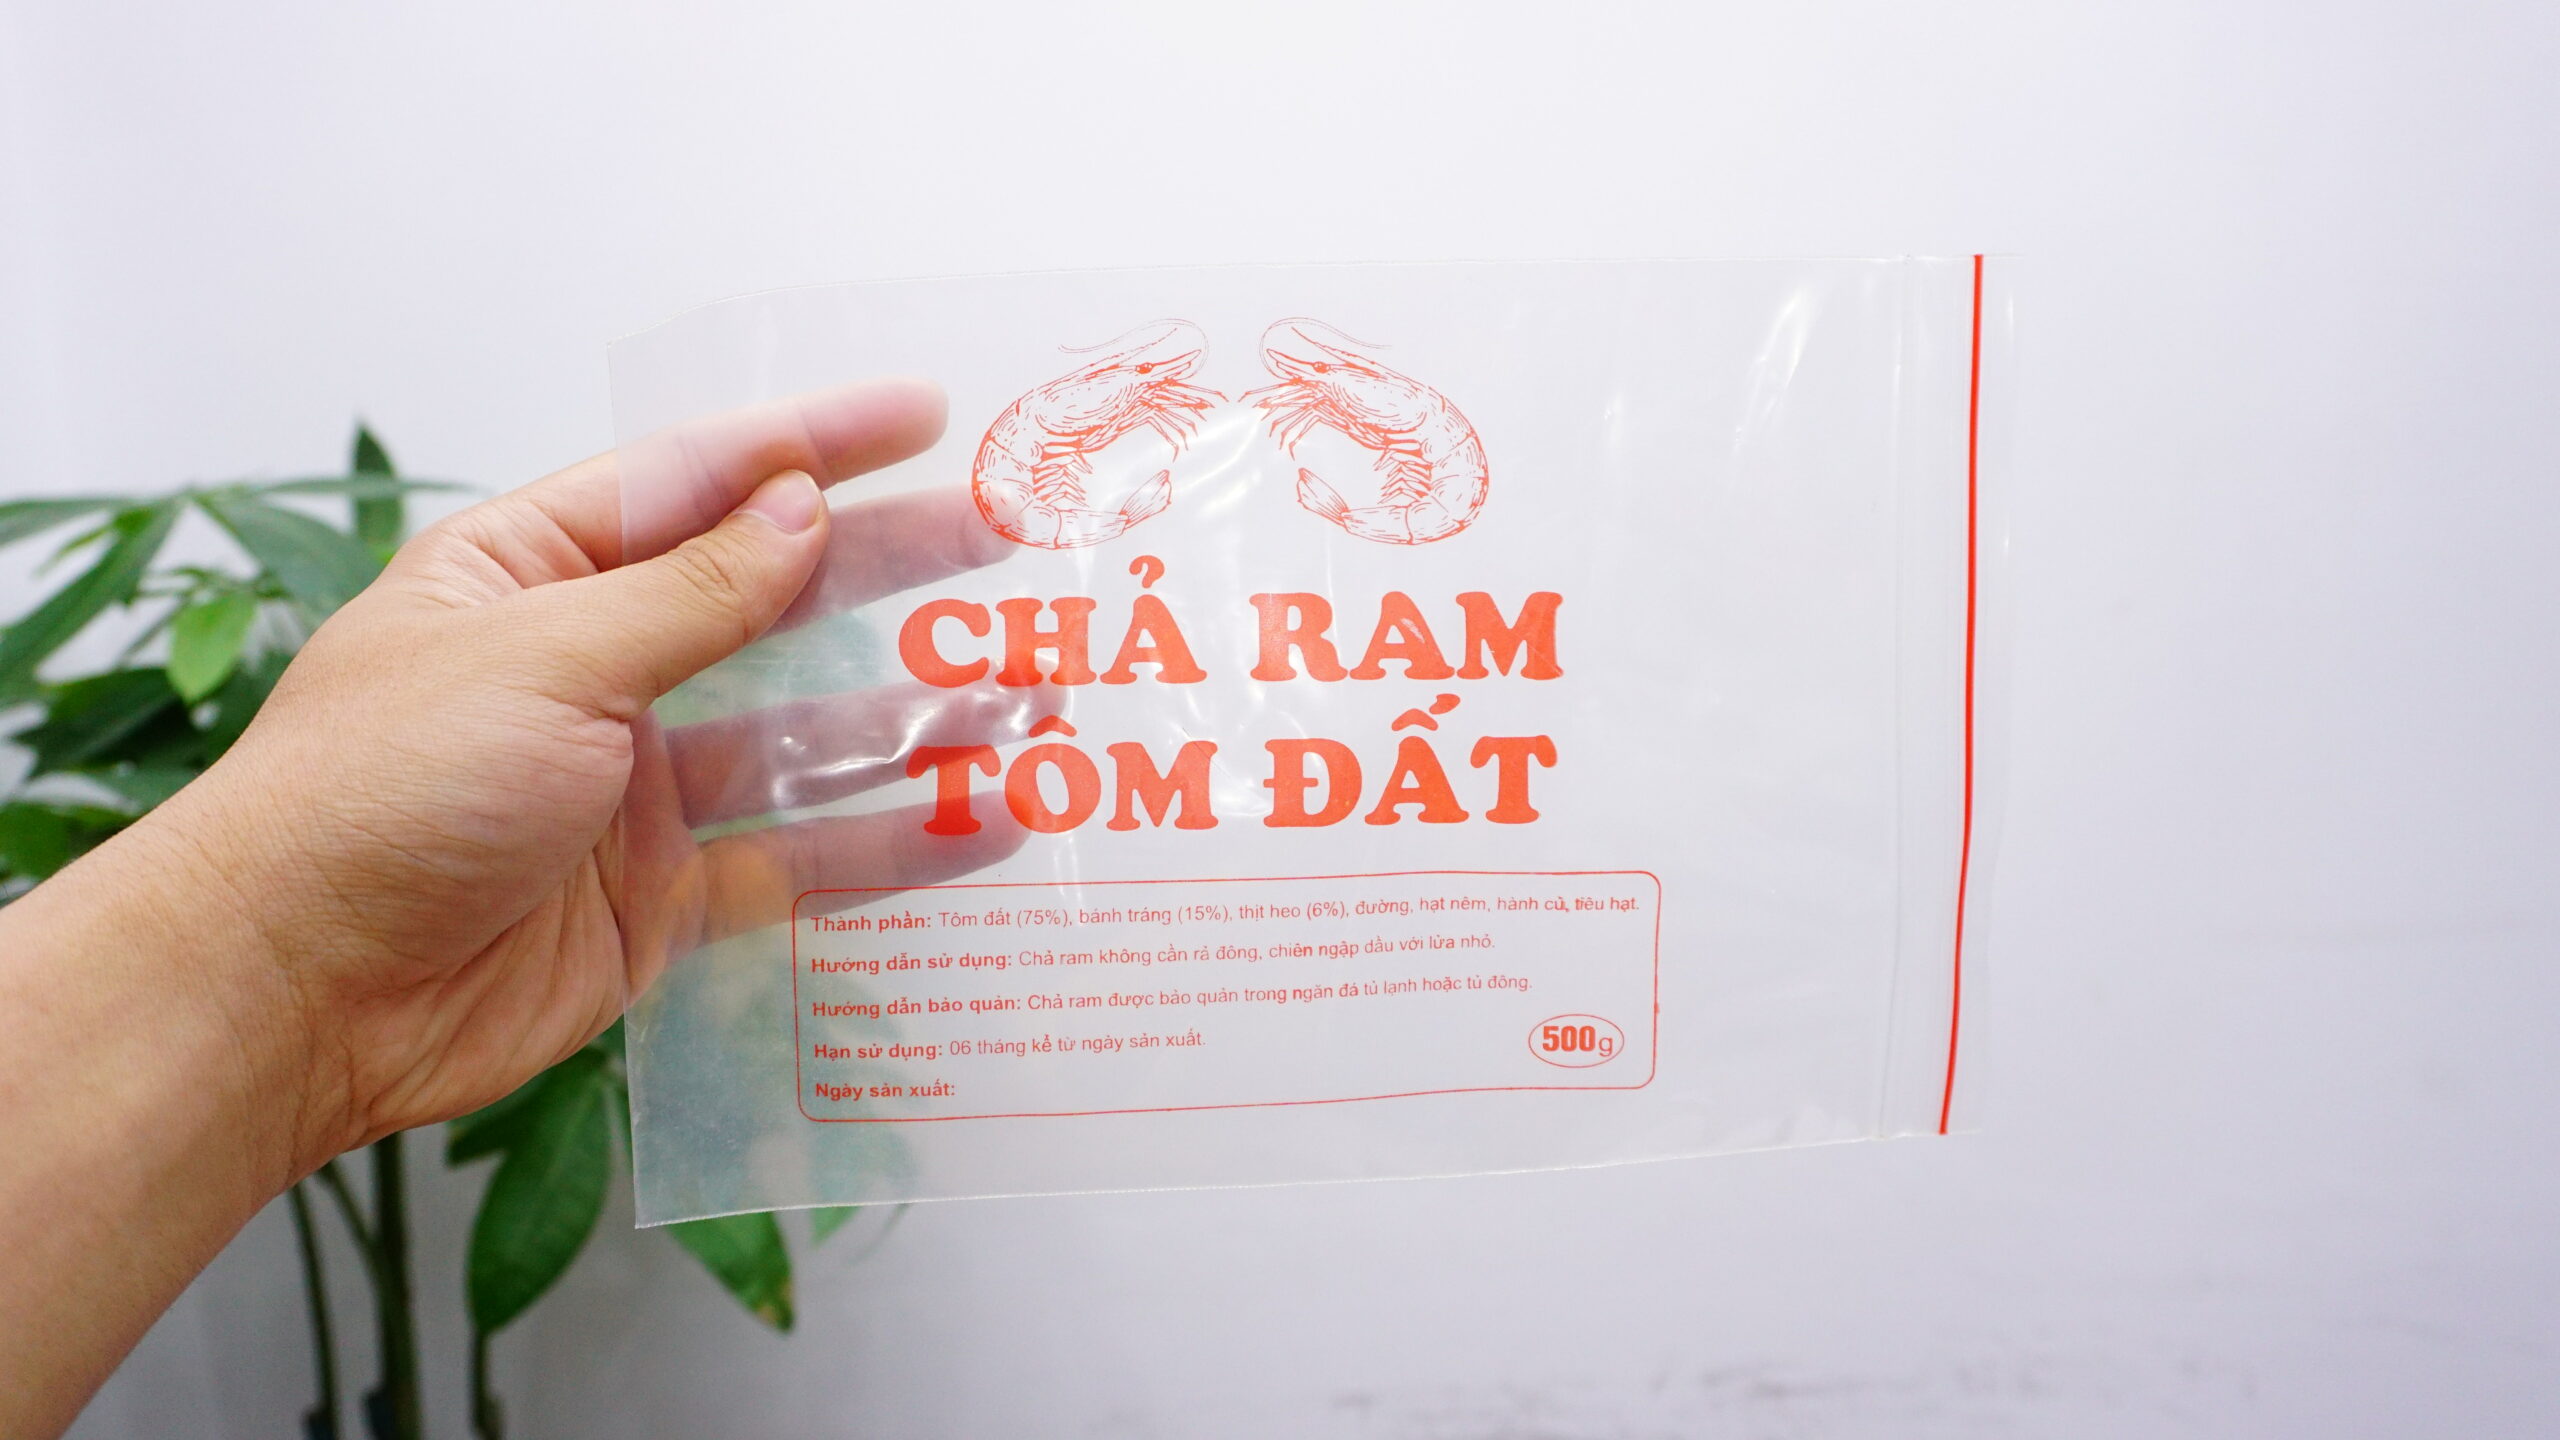 CHẢ RAM
TÔM ĐẤT
Thành phần: Tôm đất (75%), bánh tráng (15%), thịt heo (6%), đường, hạt nêm, hành củ, tiêu hạt.
Hướng dẫn sử dụng: Chả ram không cần rả đông, chiên ngập dầu với lửa nhỏ.
Hướng dẫn bảo quản: Chả ram được bảo quản trong ngăn đá tủ lạnh hoặc tủ đông.
Hạn sử dụng: 06 tháng kể từ ngày sản xuất.
500g
Ngày sản xuất: